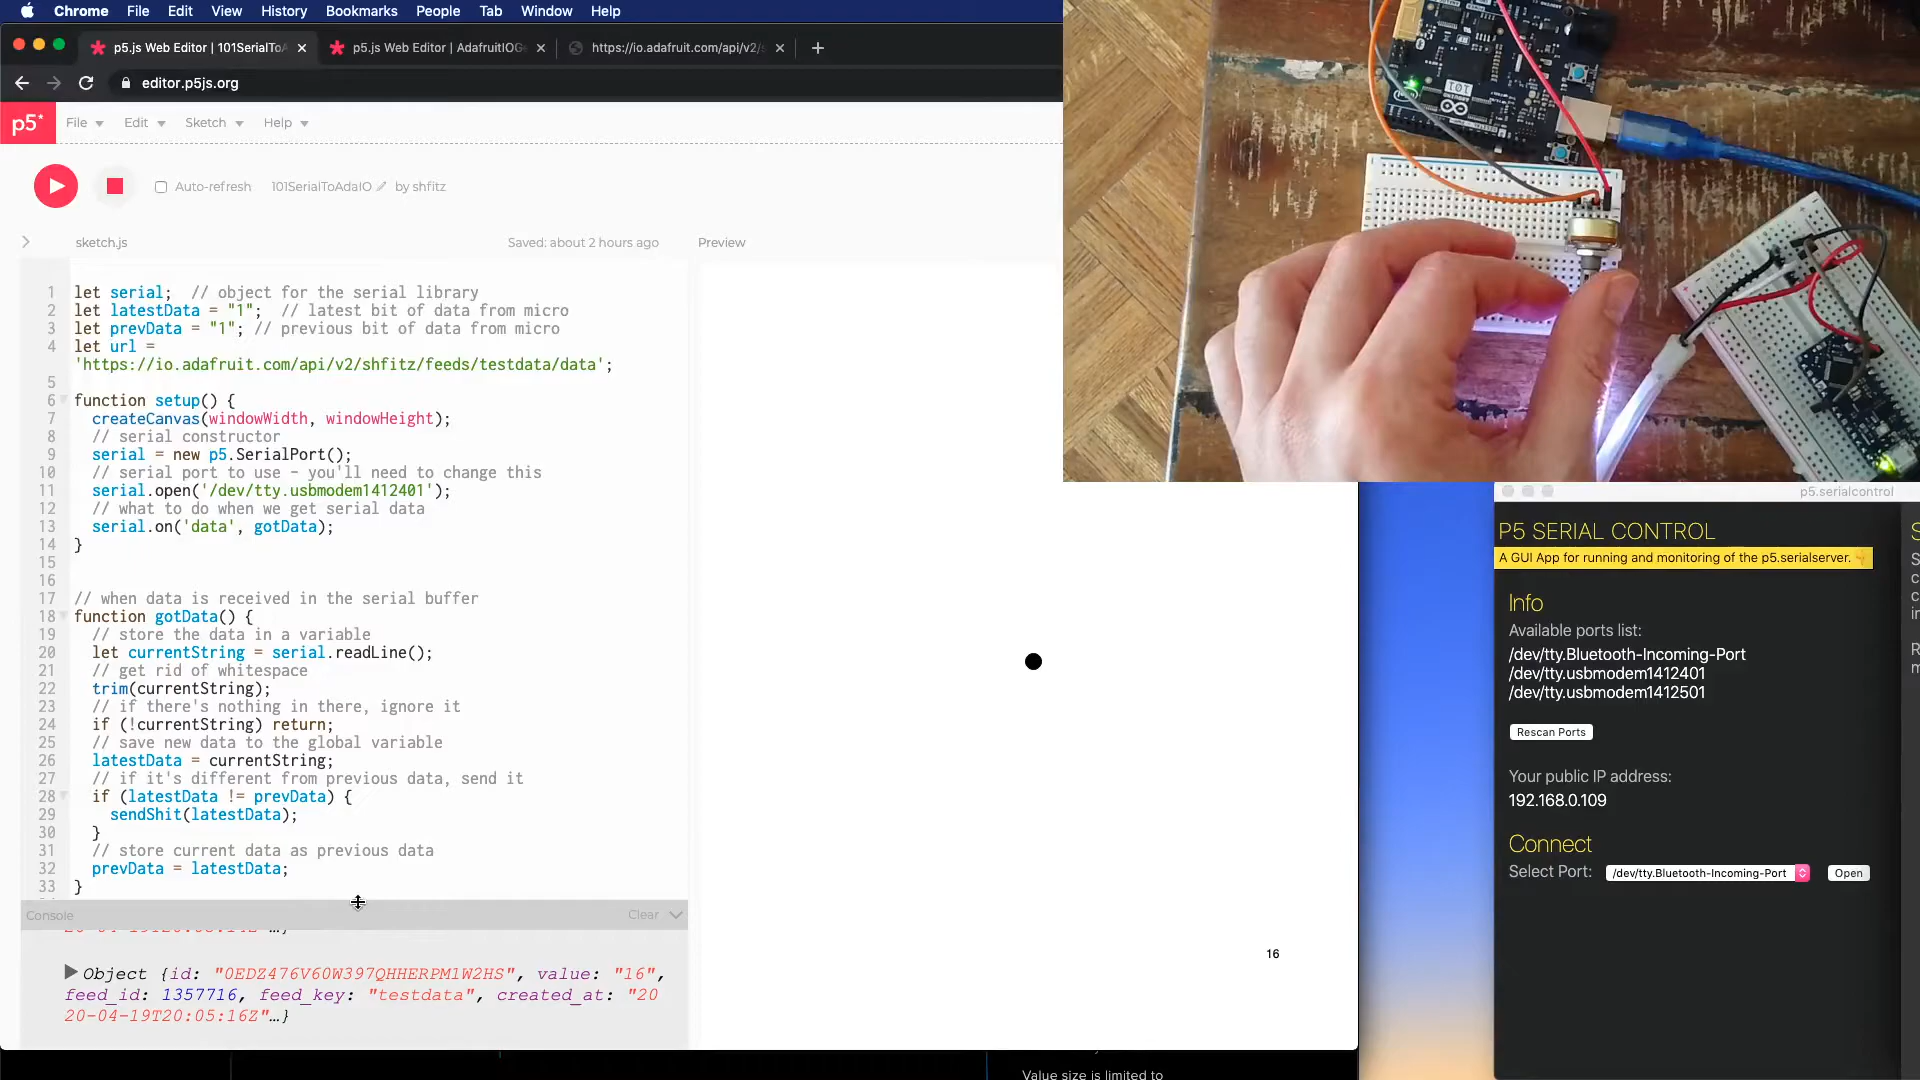 Chrome File Edit View History Bookmarks People Tab Window Help
p5.js Web Editor | 101SerialToA
p5.js Web Editor | AdafruitIOG
https://io.adafruit.com/api/v2/
editor.p5js.org
p5* File Edit Sketch Help
Auto-refresh 101SerialToAdaIO by shfitz
sketch.js Saved: about 2 hours ago Preview
1 let serial;  // object for the serial library
2 let latestData = "1";  // latest bit of data from micro
3 let prevData = "1"; // previous bit of data from micro
4 let url =
'https://io.adafruit.com/api/v2/shfitz/feeds/testdata/data';
5
6 function setup() {
7 createCanvas(windowWidth, windowHeight);
8 // serial constructor
9 serial = new p5.SerialPort();
10 // serial port to use - you'll need to change this
11 serial.open('/dev/tty.usbmodem1412401');
12 // what to do when we get serial data
13 serial.on('data', gotData);
14 }
15
16
17 // when data is received in the serial buffer
18 function gotData() {
19 // store the data in a variable
20 let currentString = serial.readLine();
21 // get rid of whitespace
22 trim(currentString);
23 // if there's nothing in there, ignore it
24 if (!currentString) return;
25 // save new data to the global variable
26 latestData = currentString;
27 // if it's different from previous data, send it
28 if (latestData != prevData) {
29 sendShit(latestData);
30 }
31 // store current data as previous data
32 prevData = latestData;
33 }
Console Clear
Object {id: "0EDZ476V60W397QHHERPM1W2HS", value: "16",
feed_id: 1357716, feed_key: "testdata", created_at: "20
20-04-19T20:05:16Z"…}
16
p5.serialcontrol
P5 SERIAL CONTROL
A GUI App for running and monitoring of the p5.serialserver.
Info
Available ports list:
/dev/tty.Bluetooth-Incoming-Port
/dev/tty.usbmodem1412401
/dev/tty.usbmodem1412501
Rescan Ports
Your public IP address:
192.168.0.109
Connect
Select Port: /dev/tty.Bluetooth-Incoming-Port Open
Value size is limited to